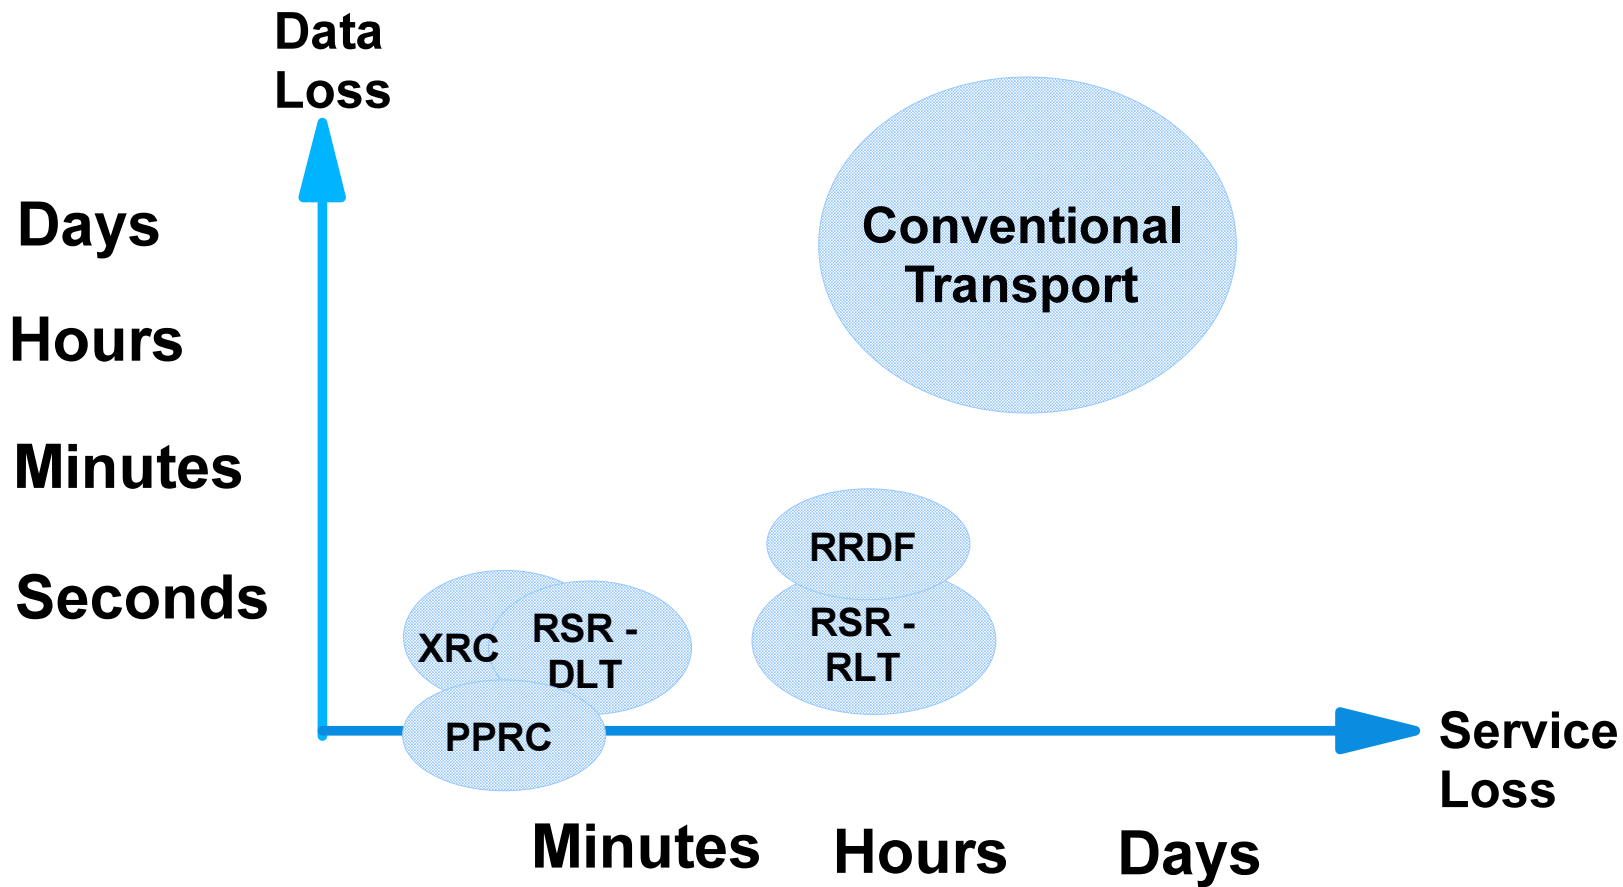 Data
Loss
Days
Conventional
Transport
Hours
Minutes
RRDF
Seconds
XRC
RSR -
DLT
RSR -
RLT
PPRC
Service
Loss
Minutes
Hours
Days